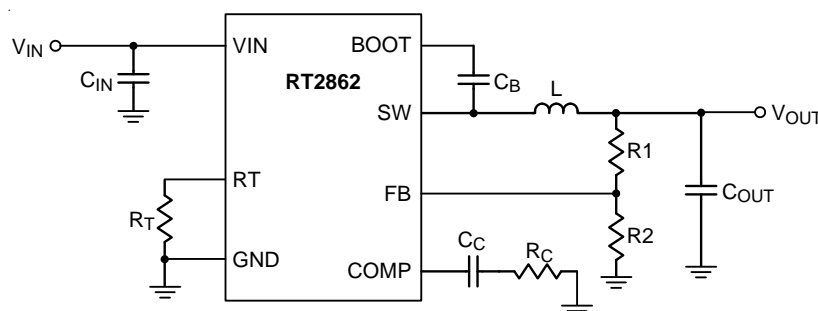 VIN
VIN
BOOT
CIN
RT2862
CB
L
SW
VOUT
R1
RT
FB
COUT
RT
R2
CC
RC
GND
COMP